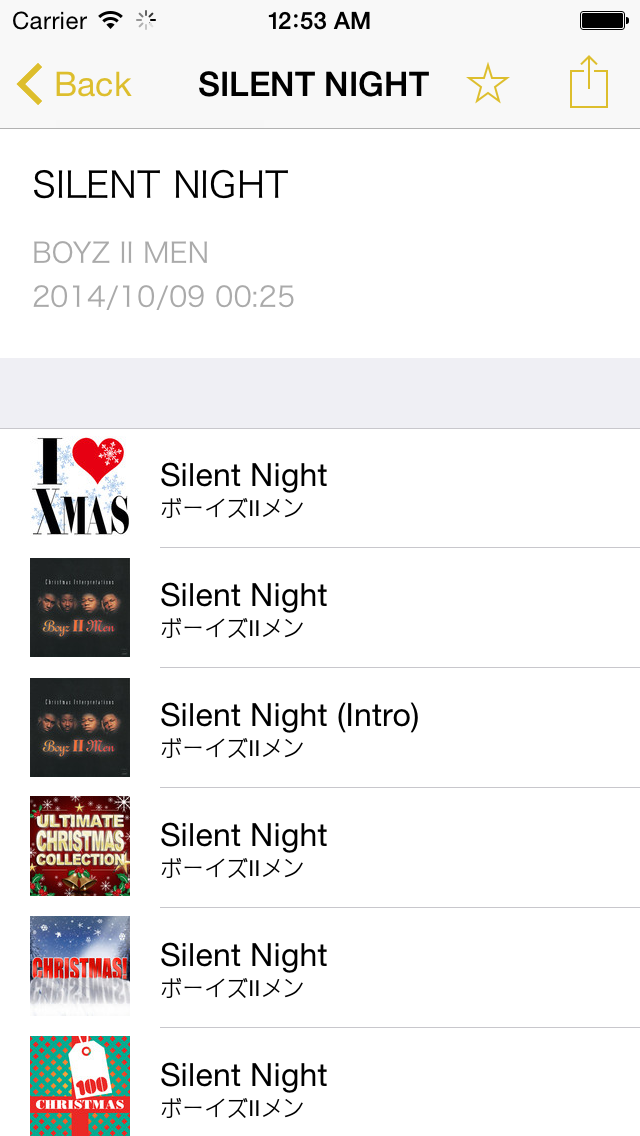 Carrier 12:53 AM
Back SILENT NIGHT
SILENT NIGHT
BOYZ II MEN
2014/10/09 00:25
I
XMAS
Silent Night
ボーイズIIメン
Christmas Interpretations
Boyz II Men
Silent Night
ボーイズIIメン
Christmas Interpretations
Boyz II Men
Silent Night (Intro)
ボーイズIIメン
ULTIMATE
CHRISTMAS
COLLECTION
Silent Night
ボーイズIIメン
CHRISTMAS!
Silent Night
ボーイズIIメン
100
CHRISTMAS
Silent Night
ボーイズIIメン